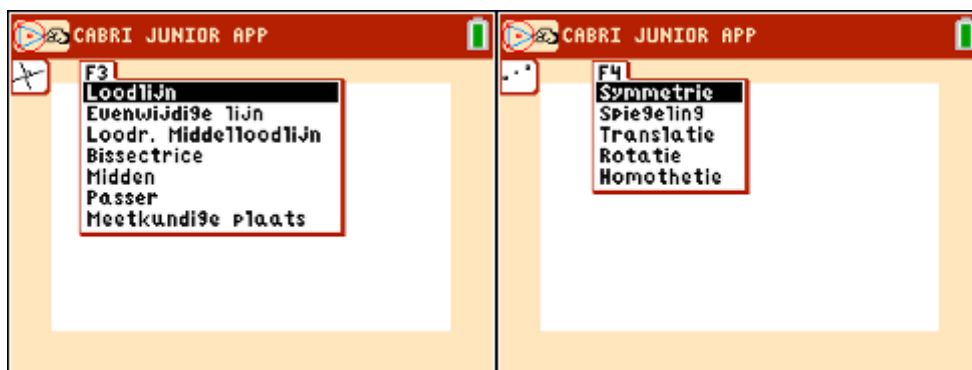 CABRI JUNIOR APP
F3
Loodlijn
Evenwijdige lijn
Loodr. Middelloodlijn
Bissectrice
Midden
Passer
Meetkundige plaats
CABRI JUNIOR APP
F4
Symmetrie
Spiegeling
Translatie
Rotatie
Homothetie